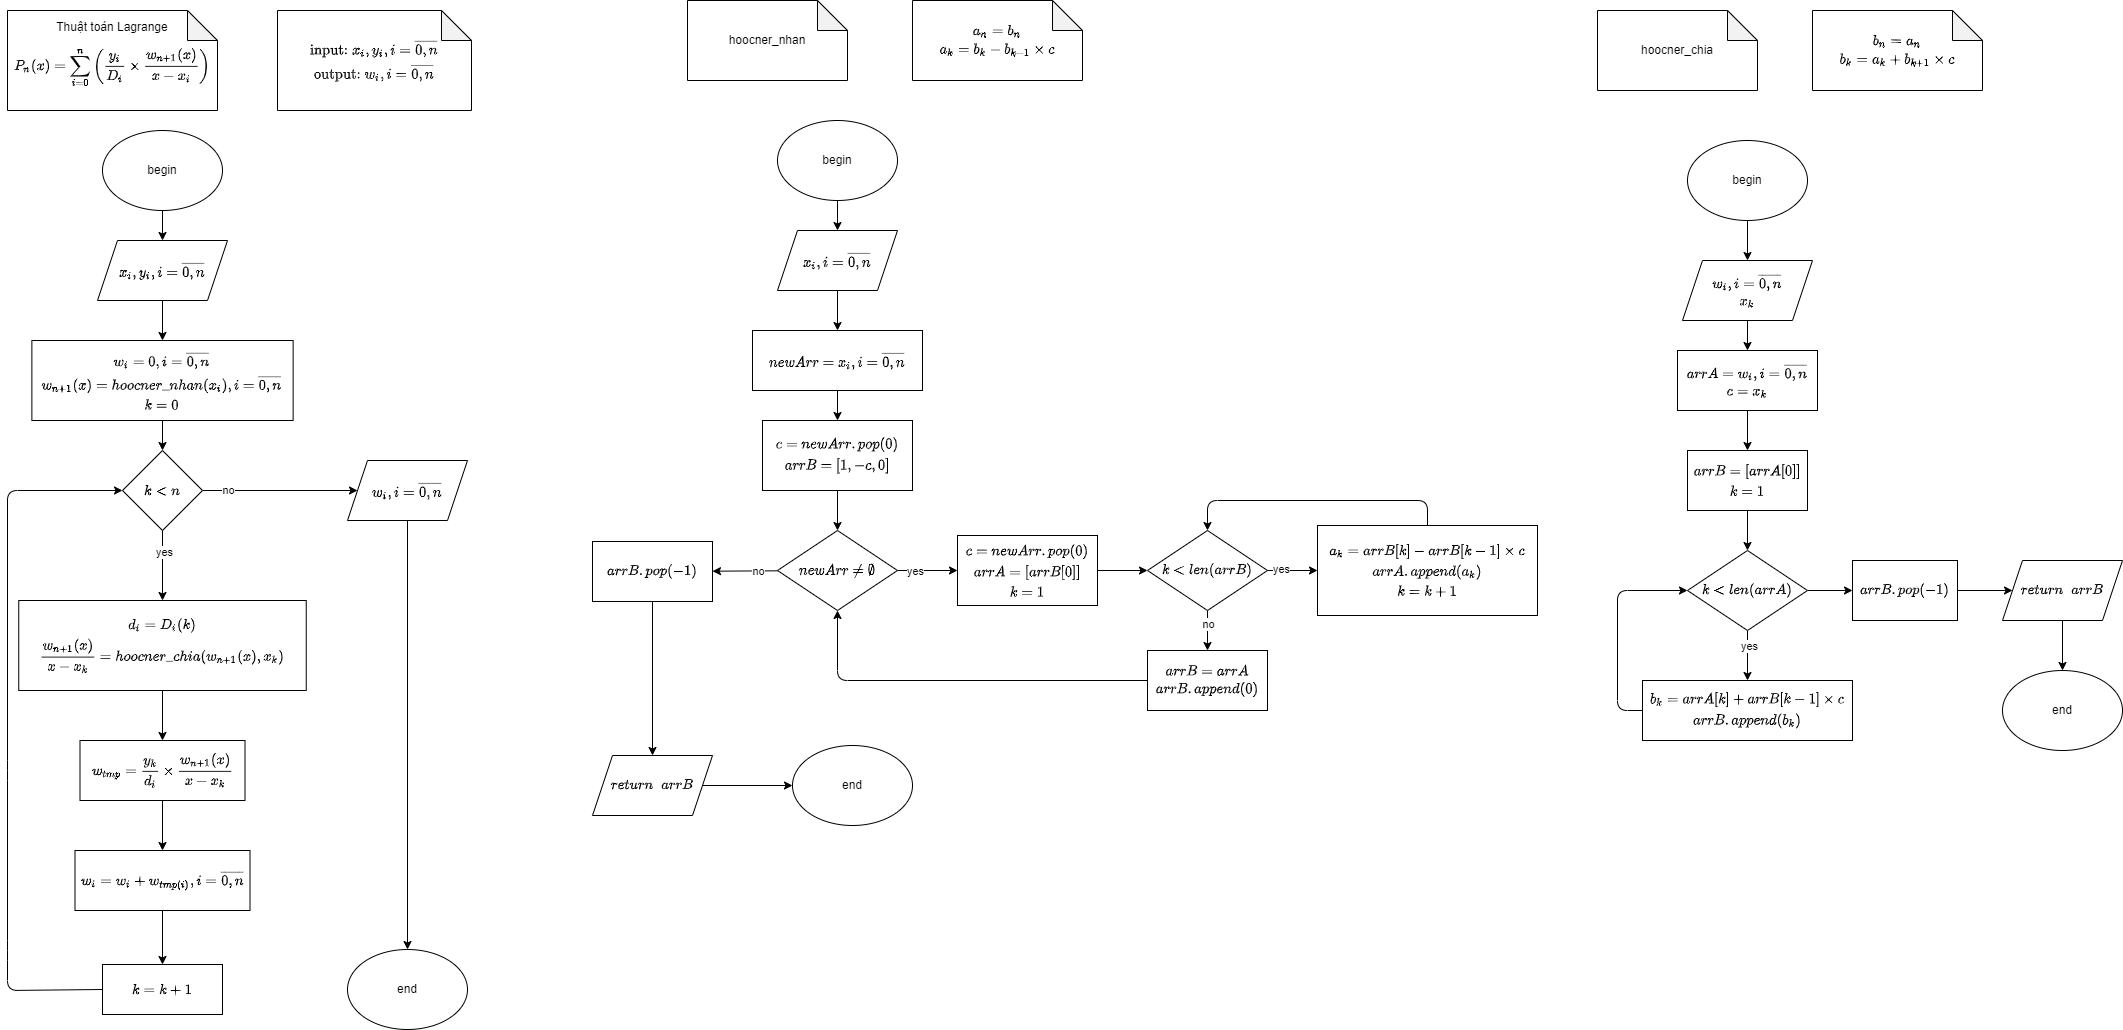 Thuật toán Lagrange
P_n(x) = \sum_{i=0}^{n} \left( \frac{y_i}{D_i} \times \frac{w_{n+1}(x)}{x - x_i} \right)
input: x_i, y_i, i = \overline{0, n}
output: w_i, i = \overline{0, n}
begin
x_i, y_i, i = \overline{0, n}
w_i = 0, i = \overline{0, n}
w_{n+1}(x) = hoocner_nhan(x_i), i = \overline{0, n}
k = 0
k < n
no
w_i, i = \overline{0, n}
yes
d_i = D_i(k)
\frac{w_{n+1}(x)}{x - x_k} = hoocner_chia(w_{n+1}(x), x_k)
w_{tmp} = \frac{y_k}{d_i} \times \frac{w_{n+1}(x)}{x - x_k}
w_i = w_i + w_{tmp(i)}, i = \overline{0, n}
k = k + 1
end
hoocner_nhan
a_n = b_n
a_k = b_k - b_{k-1} \times c
begin
x_i, i = \overline{0, n}
newArr = x_i, i = \overline{0, n}
c = newArr.pop(0)
arrB = [1, -c, 0]
newArr ≠ ∅
no
arrB.pop(-1)
yes
c = newArr.pop(0)
arrA = [arrB[0]]
k = 1
k < len(arrB)
yes
a_k = arrB[k] - arrB[k-1] \times c
arrA.append(a_k)
k = k + 1
no
arrB = arrA
arrB.append(0)
return arrB
end
hoocner_chia
b_n = a_n
b_k = a_k + b_{k+1} \times c
begin
w_i, i = \overline{0, n}
x_k
arrA = w_i, i = \overline{0, n}
c = x_k
arrB = [arrA[0]]
k = 1
k < len(arrA)
arrB.pop(-1)
return arrB
yes
b_k = arrA[k] + arrB[k-1] \times c
arrB.append(b_k)
end